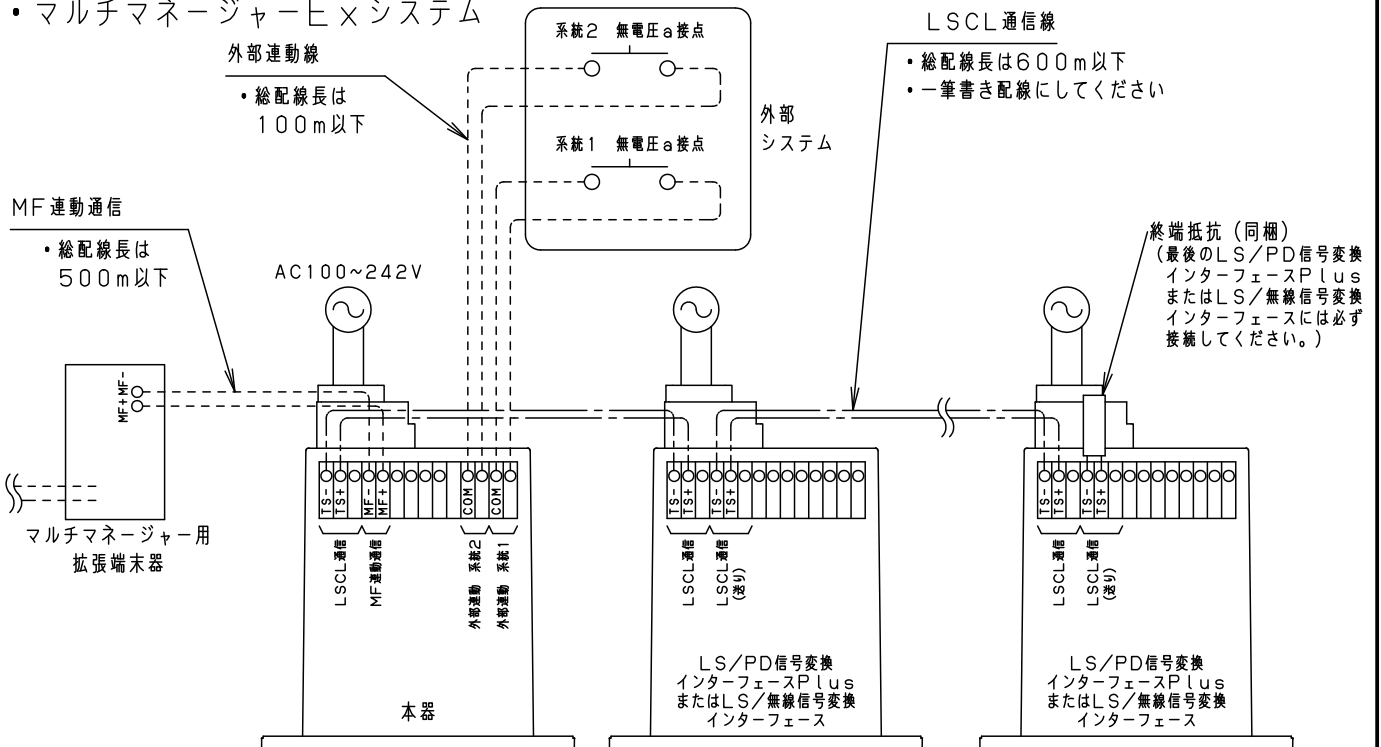 ・マルチマネージャーExシステム
外部連動線
・総配線長は
100m以下
系統2 無電圧a接点
系統1 無電圧a接点
外部
システム
LSCL通信線
・総配線長は600m以下
・一筆書き配線にしてください
MF連動通信
・総配線長は
500m以下
AC100~242V
終端抵抗(同梱)
(最後のLS/PD信号変換
インターフェースPlus
またはLS/無線信号変換
インターフェースには必ず
接続してください。)
MF-
MF+
マルチマネージャー用
拡張端末器
TS-
TS+
MF-
MF+
COM
COM
LSCL通信
MF連動通信
外部連動 系統2
外部連動 系統1
本器
TS-
TS+
TS-
TS+
LSCL通信
LSCL通信
(送り)
LS/PD信号変換
インターフェースPlus
またはLS/無線信号変換
インターフェース
TS-
TS+
TS-
TS+
LSCL通信
LSCL通信
(送り)
LS/PD信号変換
インターフェースPlus
またはLS/無線信号変換
インターフェース